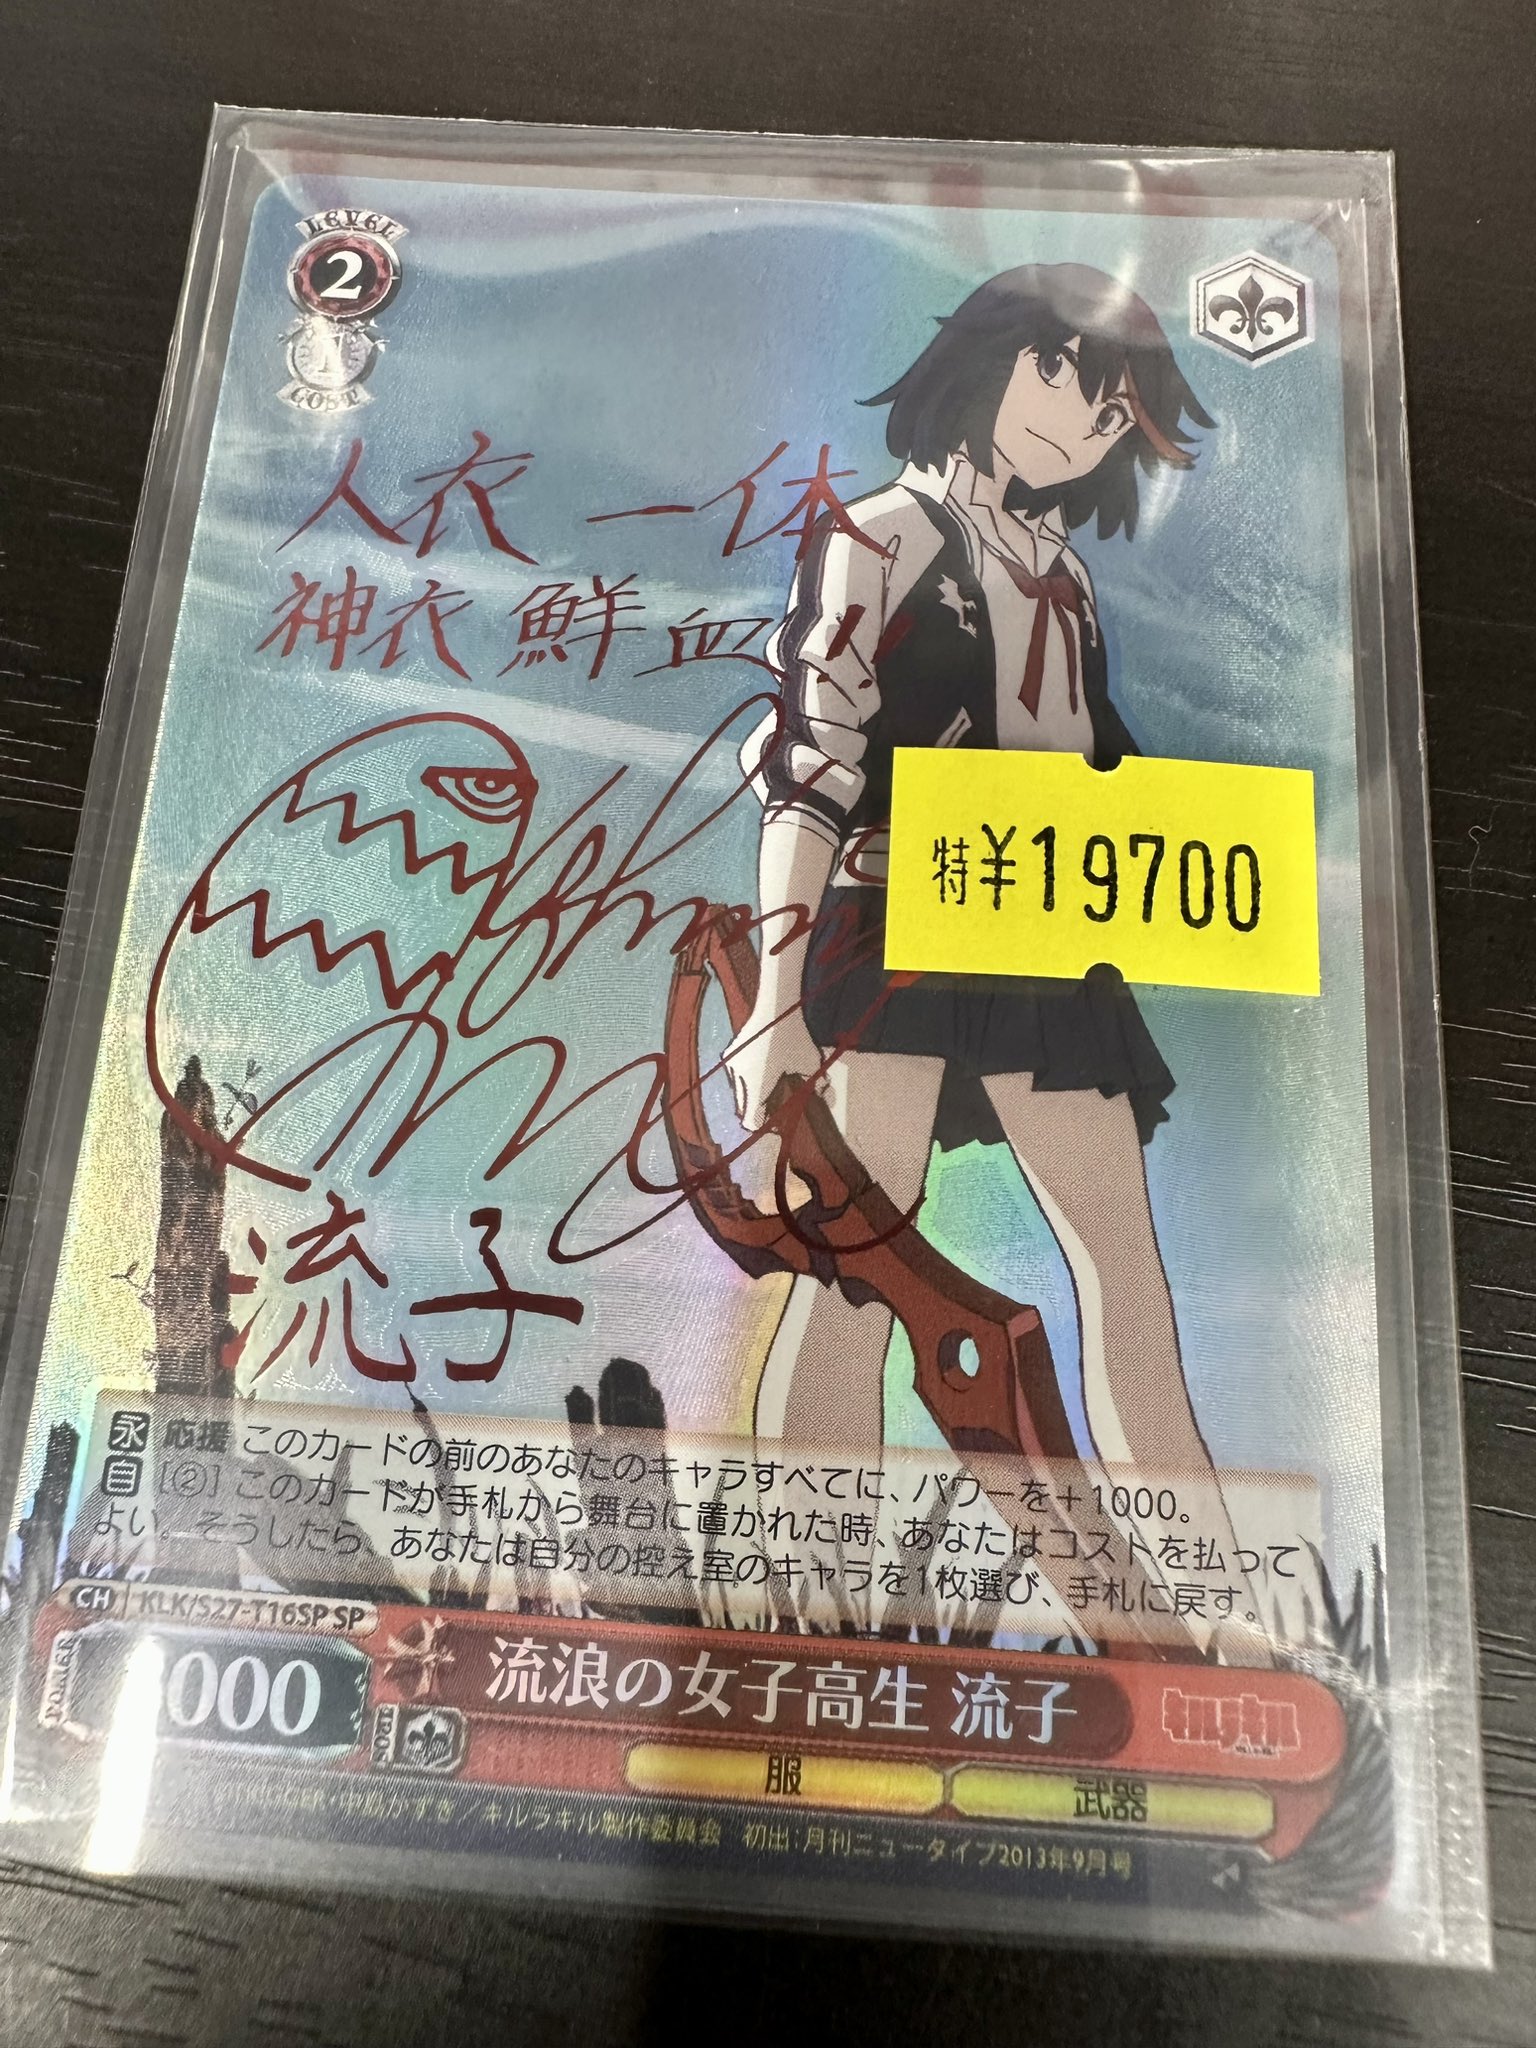 LEVEL
2
1
COST
人衣 一体
神衣 鮮血!!
特¥19700
流子
永 応援 このカードの前のあなたのキャラすべてに、パワーを+1000。
自 [②] このカードが手札から舞台に置かれた時、あなたはコストを払って
よい。そうしたら、あなたは自分の控え室のキャラを1枚選び、手札に戻す。
CH KLK/S27-T16SP SP
POWER
000
流浪の女子高生 流子
キルラキル
SOUL
服
武器
©TRIGGER・中島かずき/キルラキル製作委員会 初出:月刊ニュータイプ2013年9月号